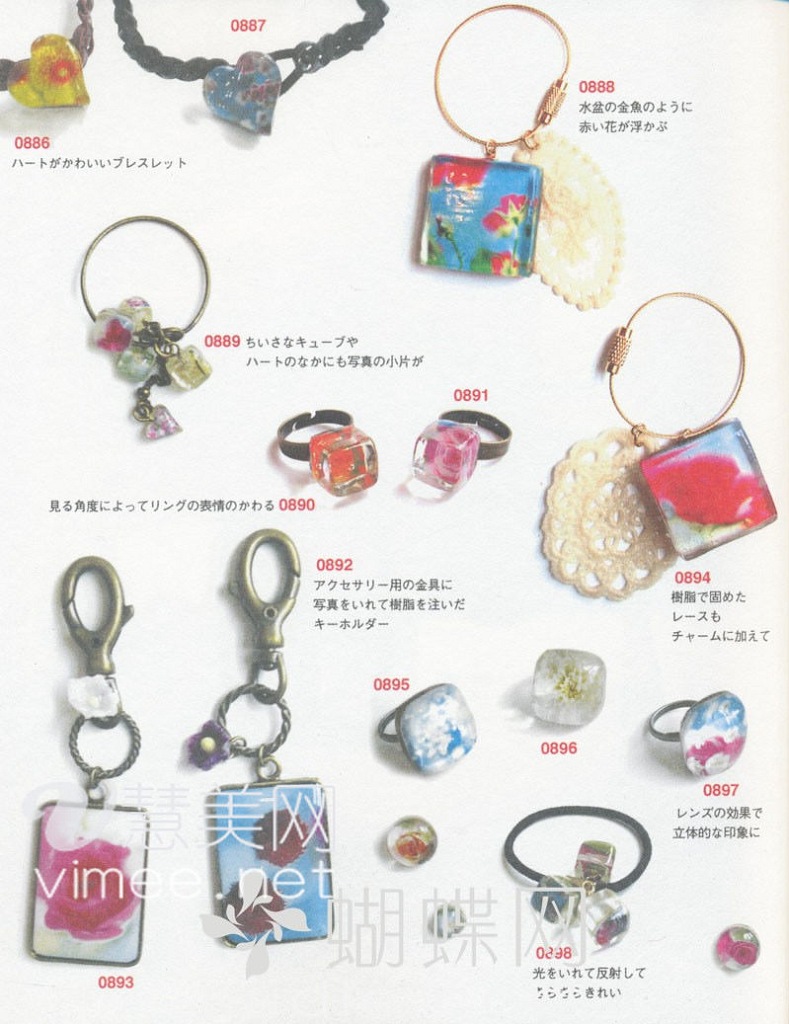 0887
0886
ハートがかわいいブレスレット
0888
水盆の金魚のように
赤い花が浮かぶ
0889 ちいさなキューブや
ハートのなかにも写真の小片が
0891
見る角度によってリングの表情のかわる 0890
0892
アクセサリー用の金具に
写真をいれて樹脂を注いだ
キーホルダー
0894
樹脂で固めた
レースも
チャームに加えて
0895
0896
0897
レンズの効果で
立体的な印象に
慧美网
vimee.net
蝴蝶网
0893
0898
光をいれて反射して
きらきらきれい